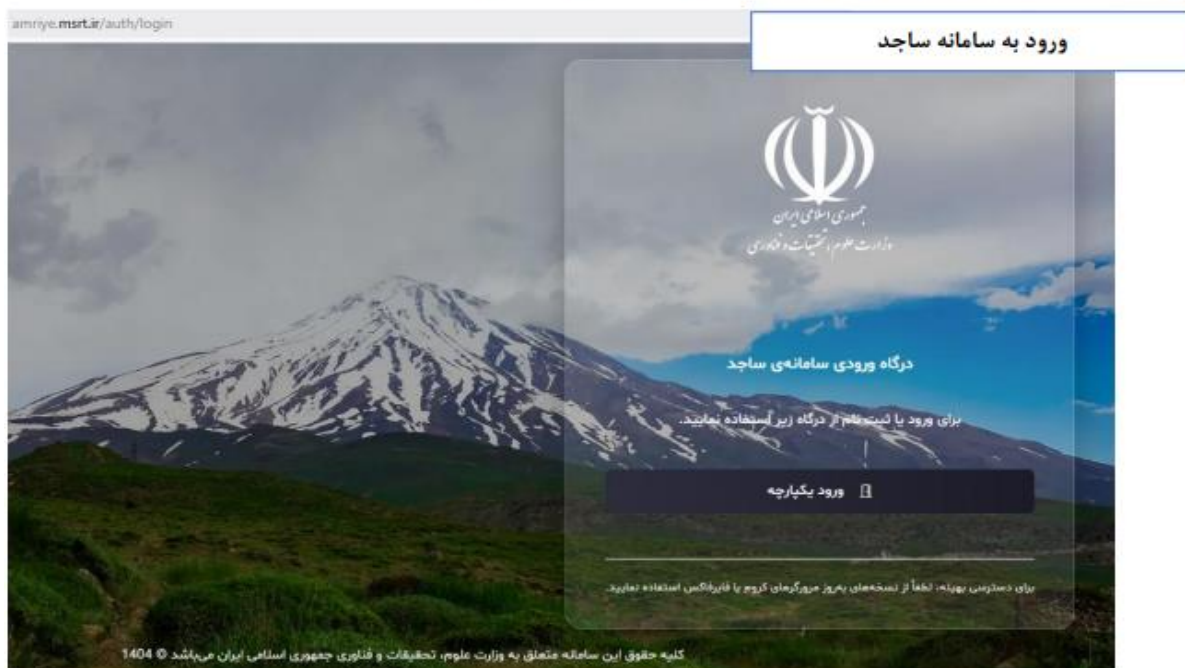 amriye.msrt.ir/auth/login
ورود به سامانه ساجد
جمهوری اسلامی ایران
وزارت علوم، تحقیقات و فناوری
درگاه ورودی سامانه‌ی ساجد
برای ورود یا ثبت نام از درگاه زیر استفاده نمایید.
ورود یکپارچه
برای دسترسی بهینه، لطفاً از نسخه‌های به‌روز مرورگرهای کروم یا فایرفاکس استفاده نمایید.
کلیه حقوق این سامانه متعلق به وزارت علوم، تحقیقات و فناوری جمهوری اسلامی ایران می‌باشد © 1404